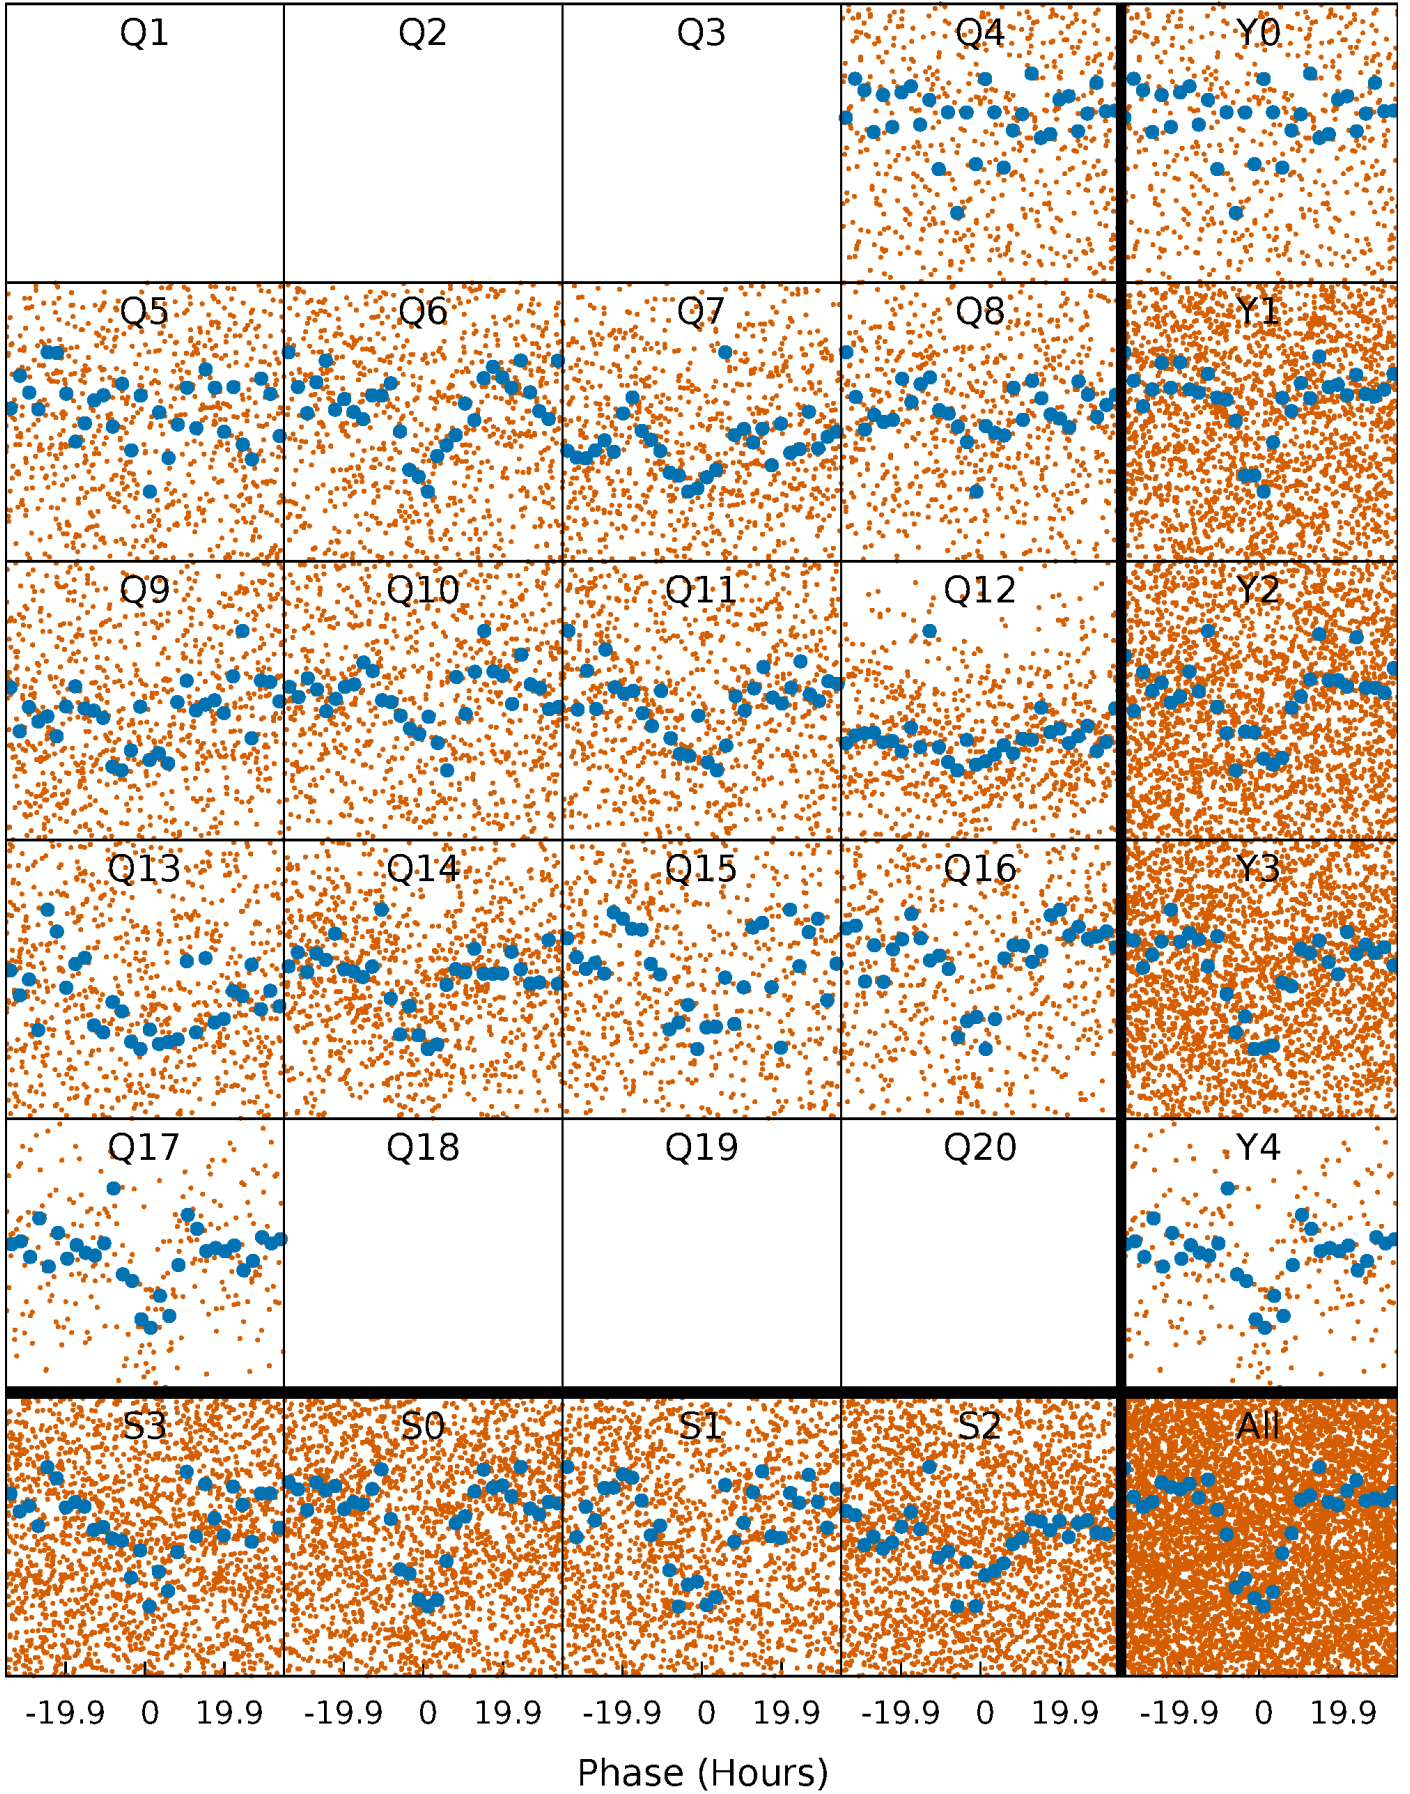 Q1 Q2 Q3 Q4 Y0
Q5 Q6 Q7 Q8 Y1
Q9 Q10 Q11 Q12 Y2
Q13 Q14 Q15 Q16 Y3
Q17 Q18 Q19 Q20 Y4
S3 S0 S1 S2 All
-19.9 0 19.9 -19.9 0 19.9 -19.9 0 19.9 -19.9 0 19.9 -19.9 0 19.9
Phase (Hours)